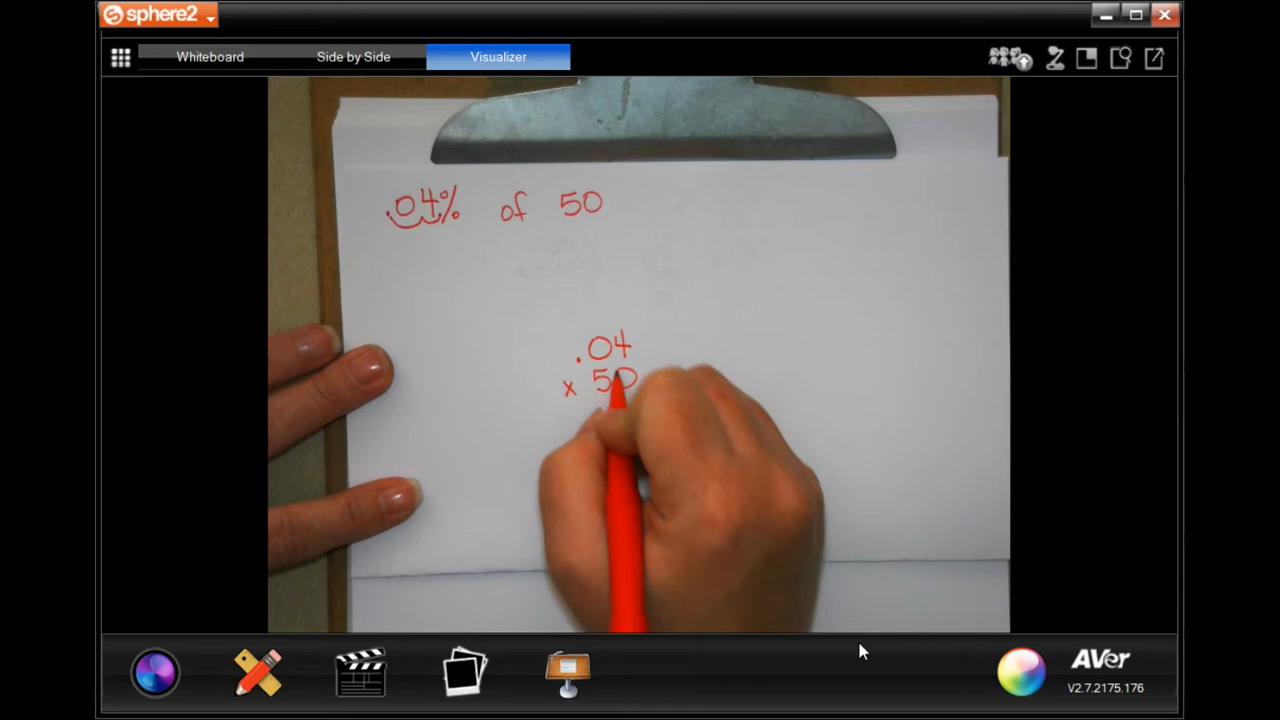 sphere2
Whiteboard Side by Side Visualizer
.04% of 50
.04
x 50
AVer
V2.7.2175.176